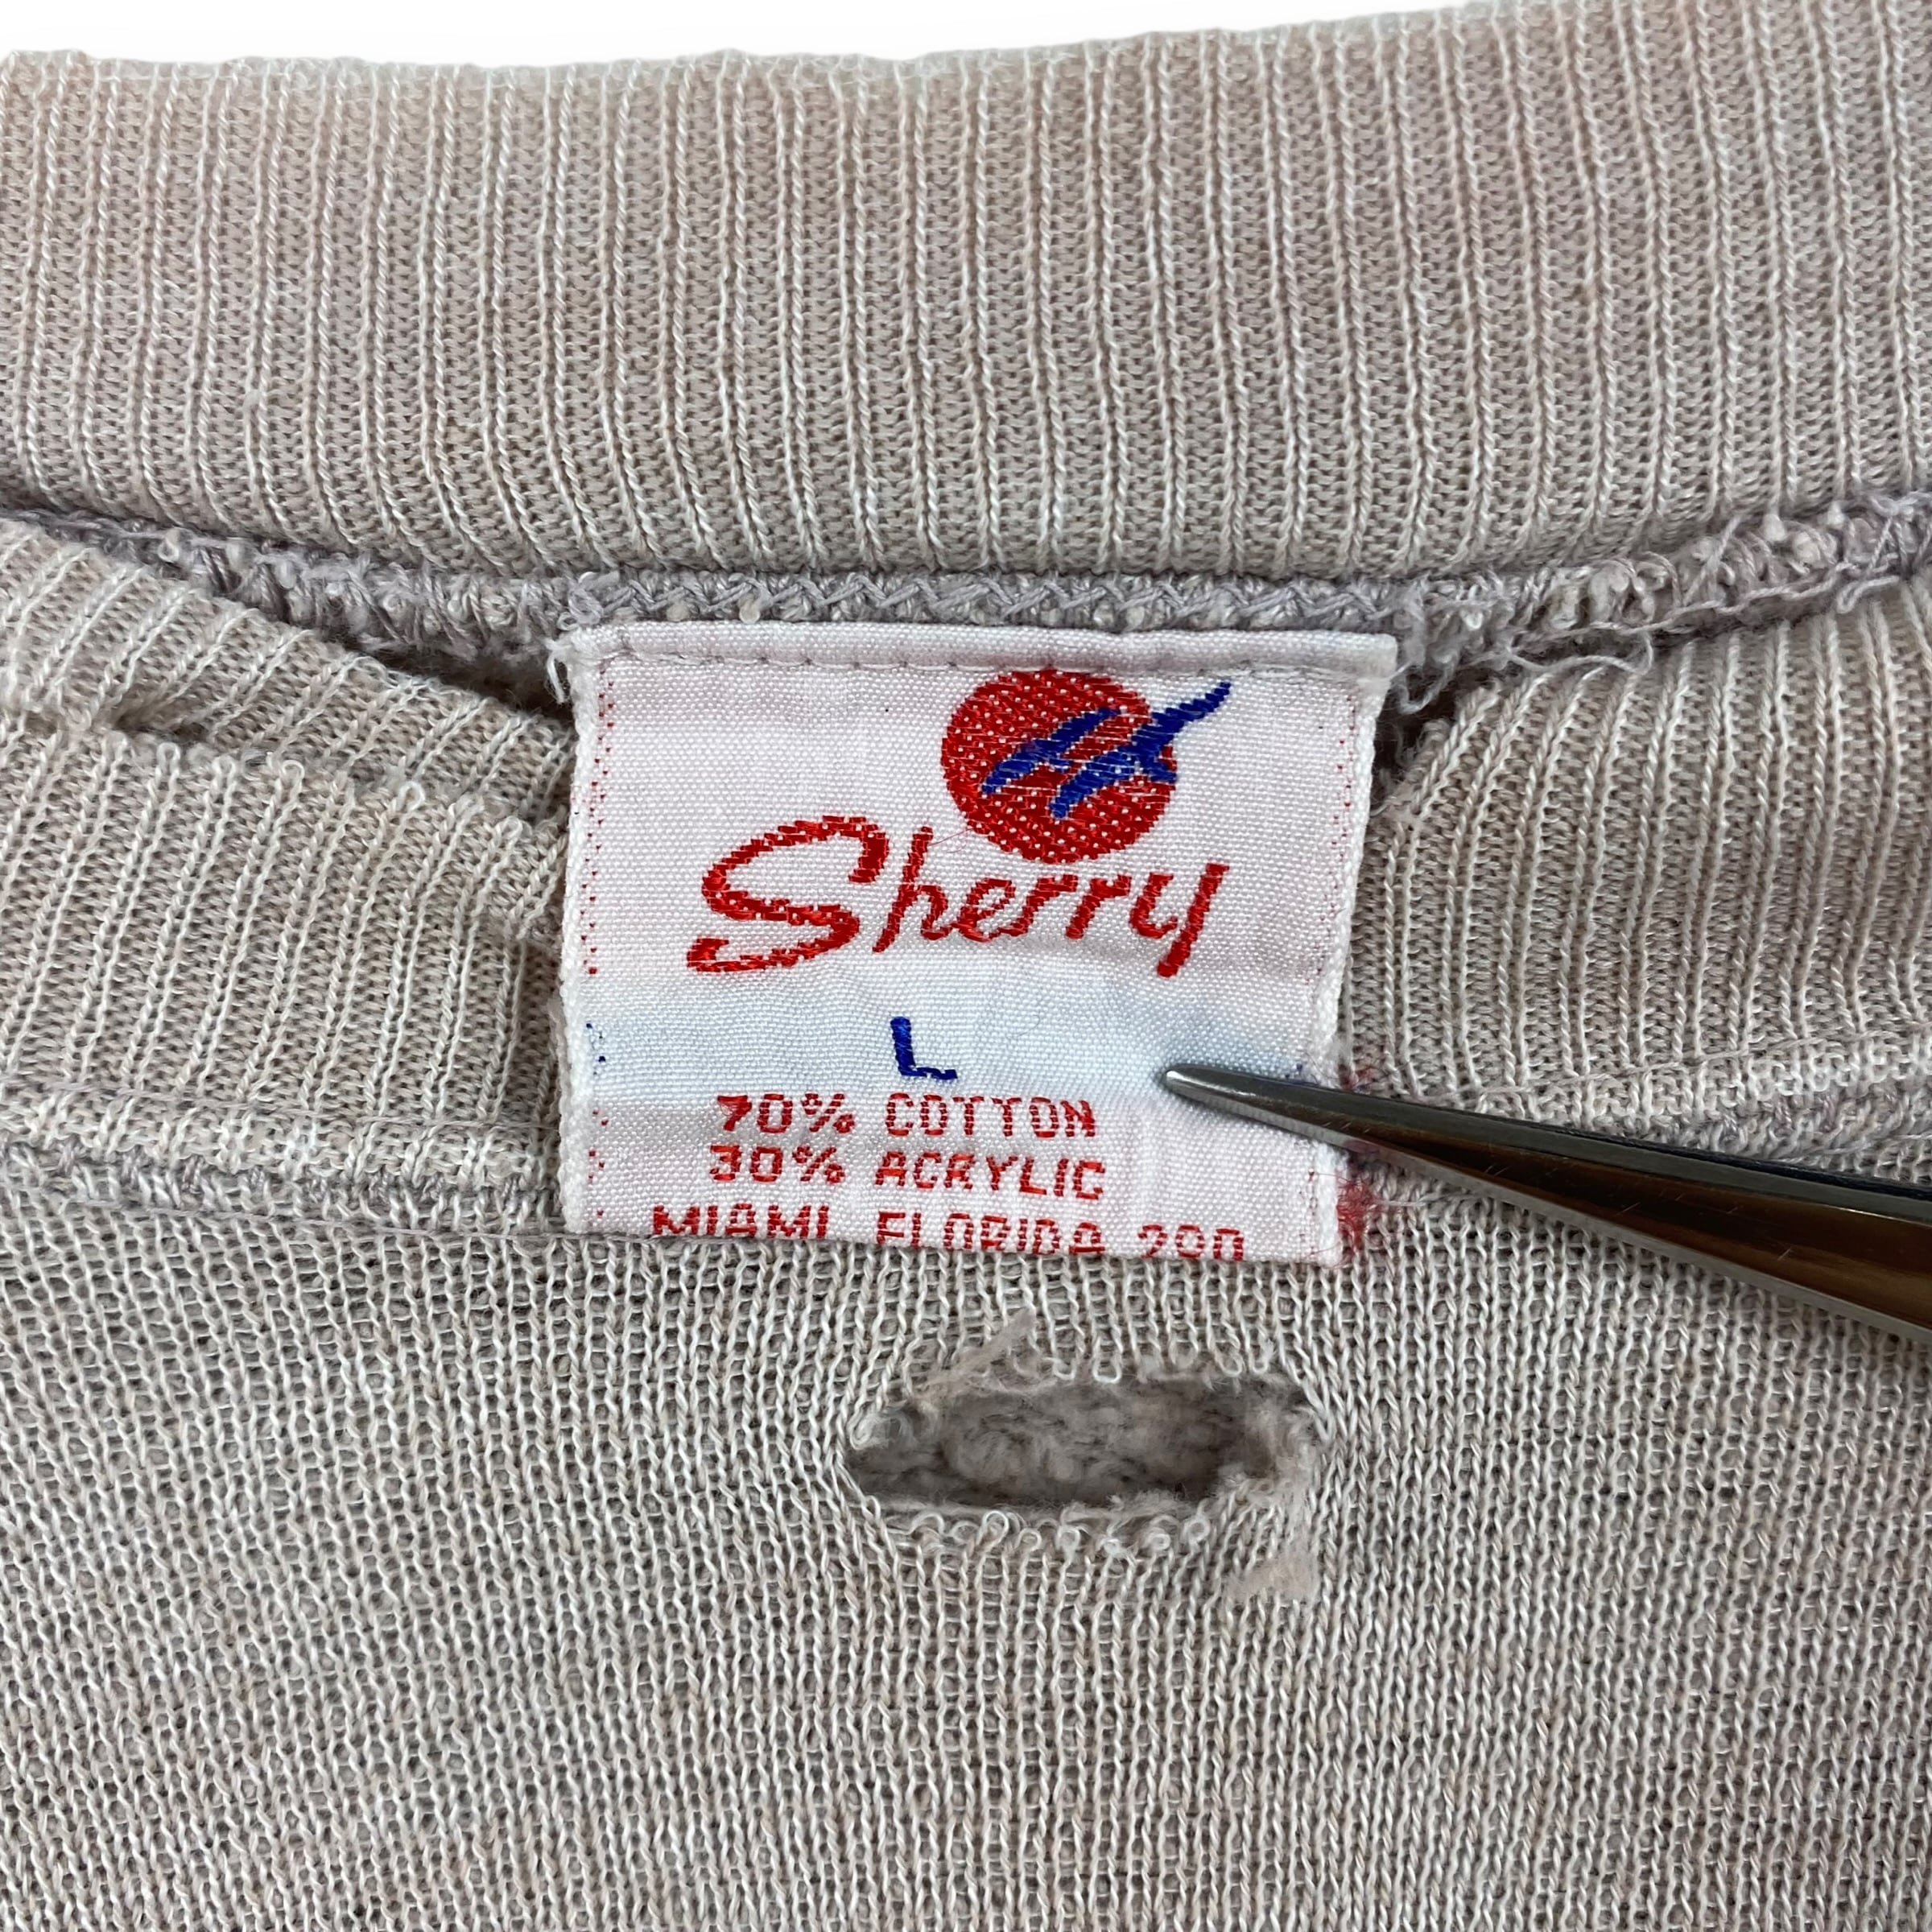 Sherry
L
70% COTTON
30% ACRYLIC
MIAMI, FLORIDA